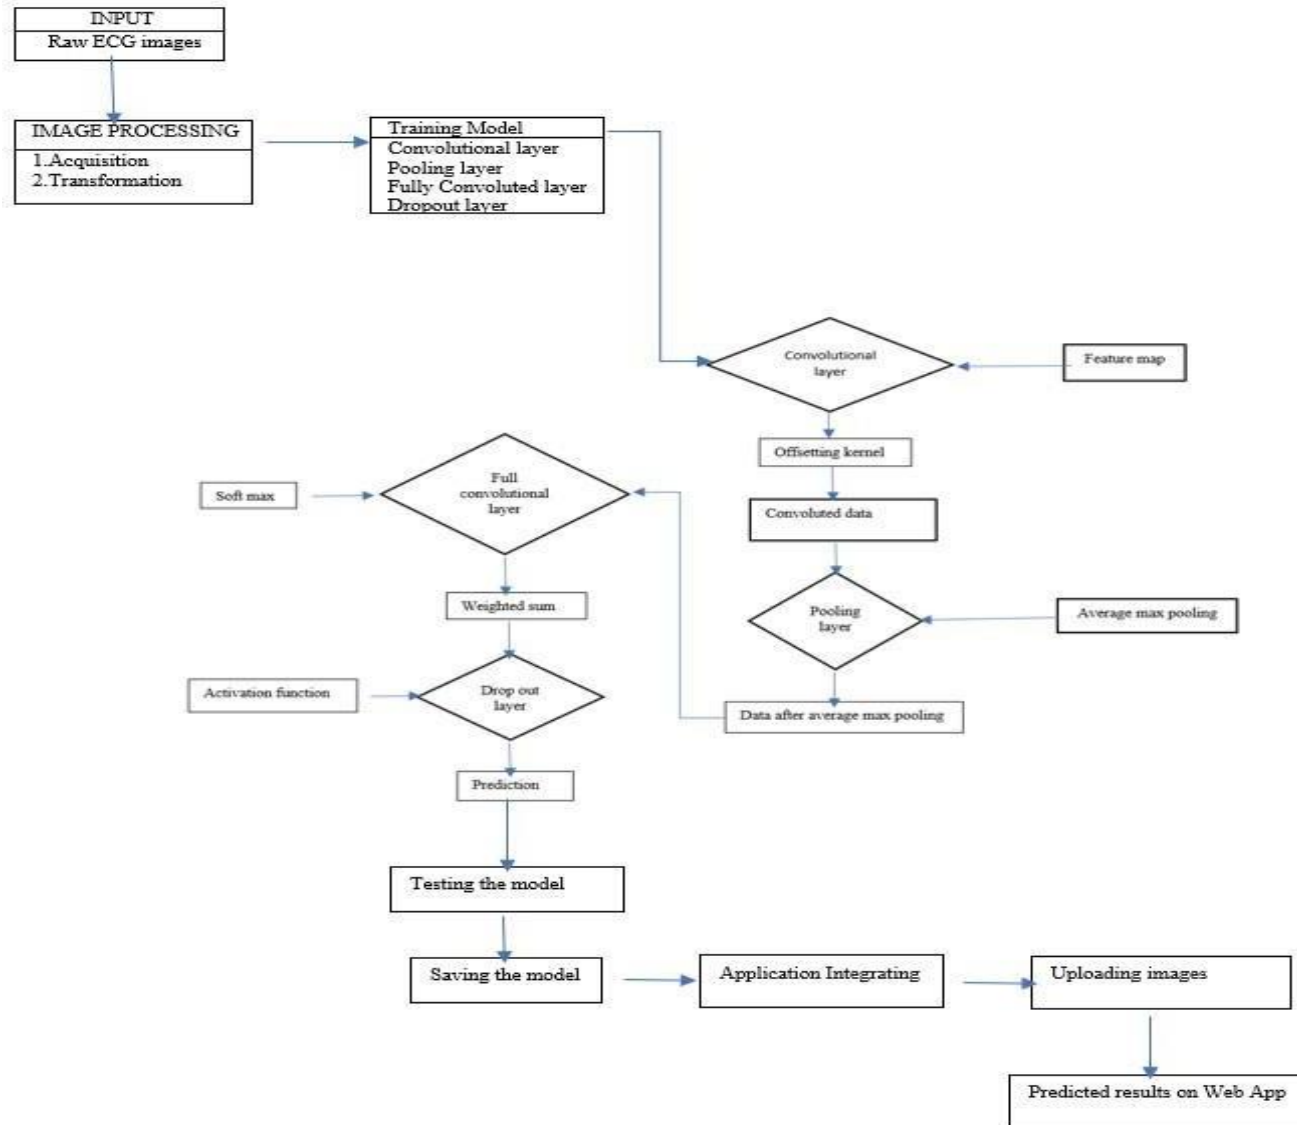 INPUT
Raw ECG images
IMAGE PROCESSING
1.Acquisition
2.Transformation
Training Model
Convolutional layer
Pooling layer
Fully Convoluted layer
Dropout layer
Convolutional
layer
Feature map
Offsetting kernel
Convoluted data
Pooling
layer
Average max pooling
Data after average max pooling
Full
convolutional
layer
Soft max
Weighted sum
Drop out
layer
Activation function
Prediction
Testing the model
Saving the model
Application Integrating
Uploading images
Predicted results on Web App